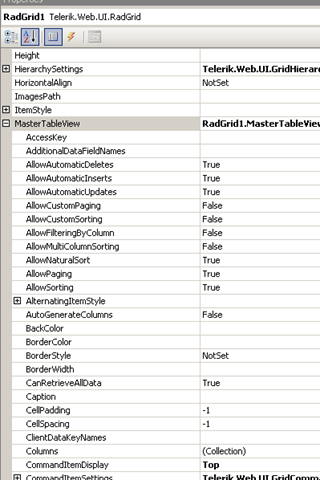 RadGrid1 Telerik.Web.UI.RadGrid
Height
HierarchySettings Telerik.Web.UI.GridHierar
HorizontalAlign NotSet
ImagesPath
ItemStyle
MasterTableView RadGrid1.MasterTableView
AccessKey
AdditionalDataFieldNames
AllowAutomaticDeletes True
AllowAutomaticInserts True
AllowAutomaticUpdates True
AllowCustomPaging False
AllowCustomSorting False
AllowFilteringByColumn False
AllowMultiColumnSorting False
AllowNaturalSort True
AllowPaging True
AllowSorting True
AlternatingItemStyle
AutoGenerateColumns False
BackColor
BorderColor
BorderStyle NotSet
BorderWidth
CanRetrieveAllData True
Caption
CellPadding -1
CellSpacing -1
ClientDataKeyNames
Columns (Collection)
CommandItemDisplay Top
CommandItemSettings Telerik.Web.UI.GridComm